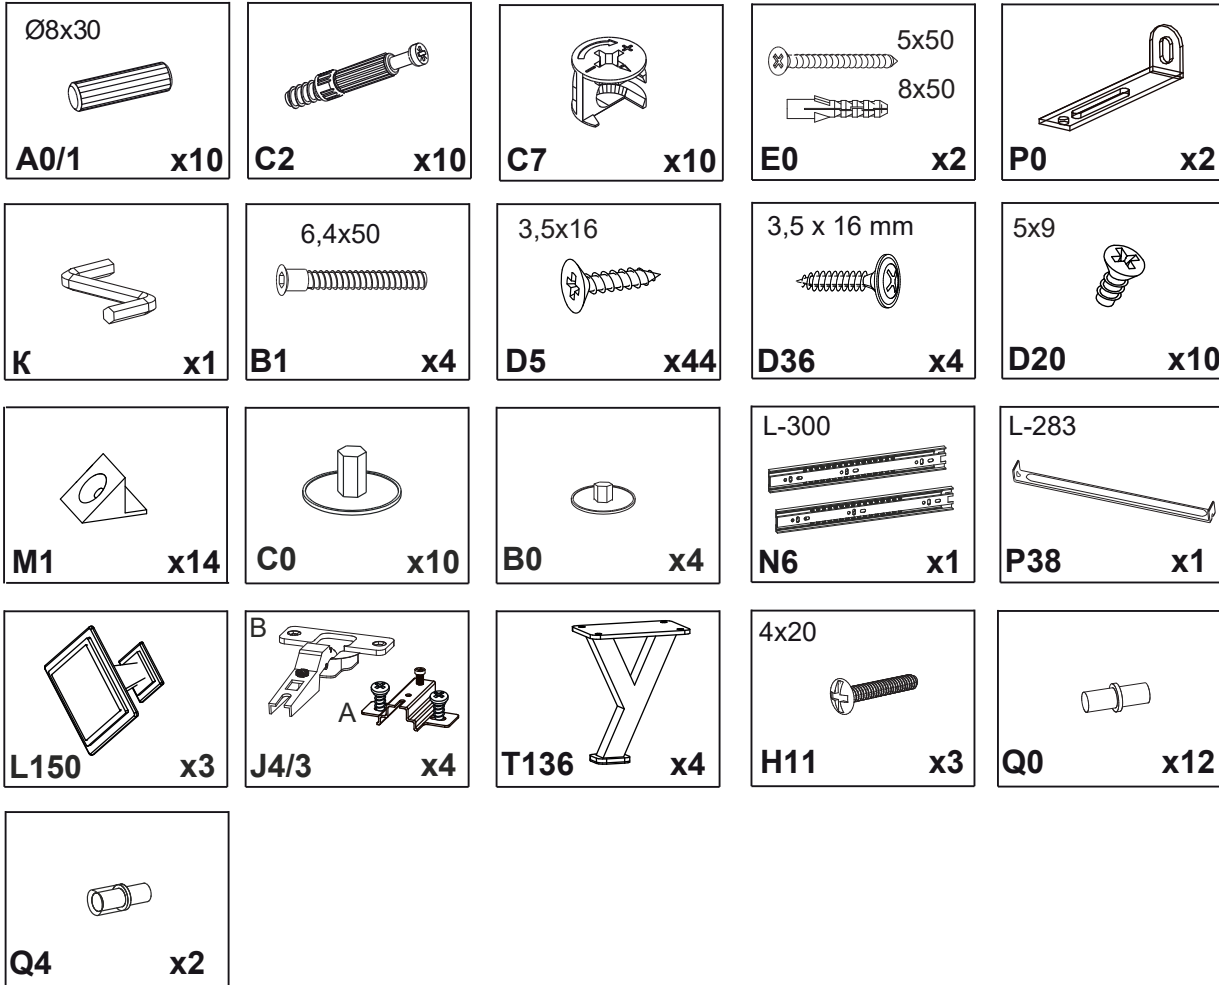 Ø8x30
A0/1 x10
C2 x10
C7 x10
5x50
8x50
E0 x2
P0 x2
K x1
6,4x50
B1 x4
3,5x16
D5 x44
3,5 x 16 mm
D36 x4
5x9
D20 x10
M1 x14
C0 x10
B0 x4
L-300
N6 x1
L-283
P38 x1
L150 x3
B
A
J4/3 x4
T136 x4
4x20
H11 x3
Q0 x12
Q4 x2